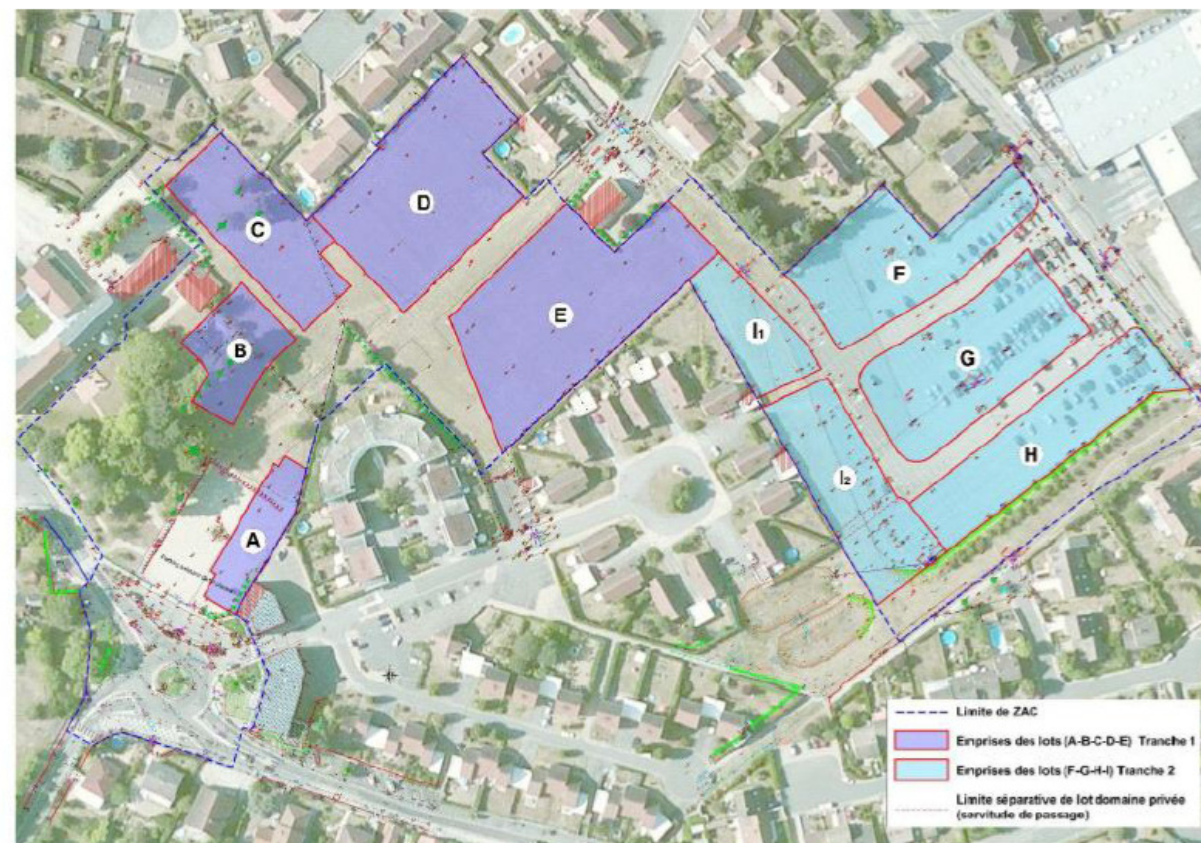 D
C
F
B
E
I₁
G
H
I₂
A
Limite de ZAC
Emprises des lots (A-B-C-D-E) Tranche 1
Emprises des lots (F-G-H-I) Tranche 2
Limite séparative de lot domaine privée
(servitude de passage)